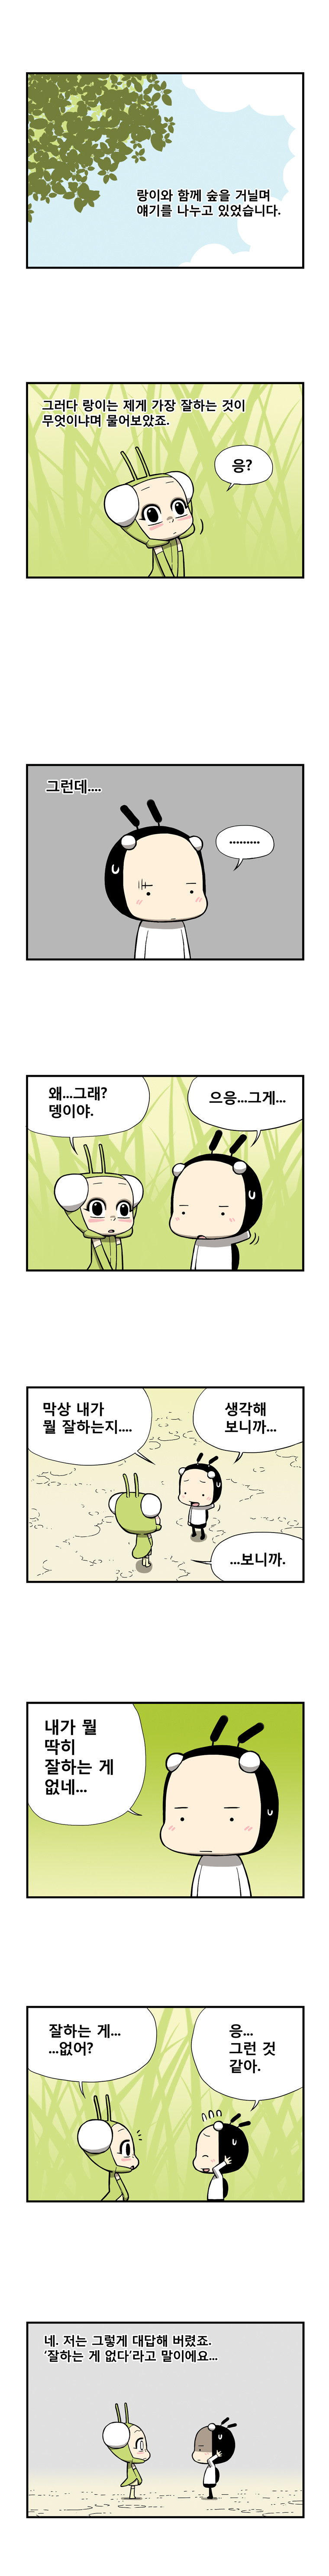 랑이와 함께 숲을 거닐며
얘기를 나누고 있었습니다.
그러다 랑이는 제게 가장 잘하는 것이
무엇이냐며 물어보았죠.
응?
그런데....
.........
왜...그래?
뎅이야.
으응...그게...
막상 내가
뭘 잘하는지....
생각해
보니까...
...보니까.
내가 뭘
딱히
잘하는 게
없네...
잘하는 게...
...없어?
응...
그런 것
같아.
네. 저는 그렇게 대답해 버렸죠.
'잘하는 게 없다'라고 말이에요...